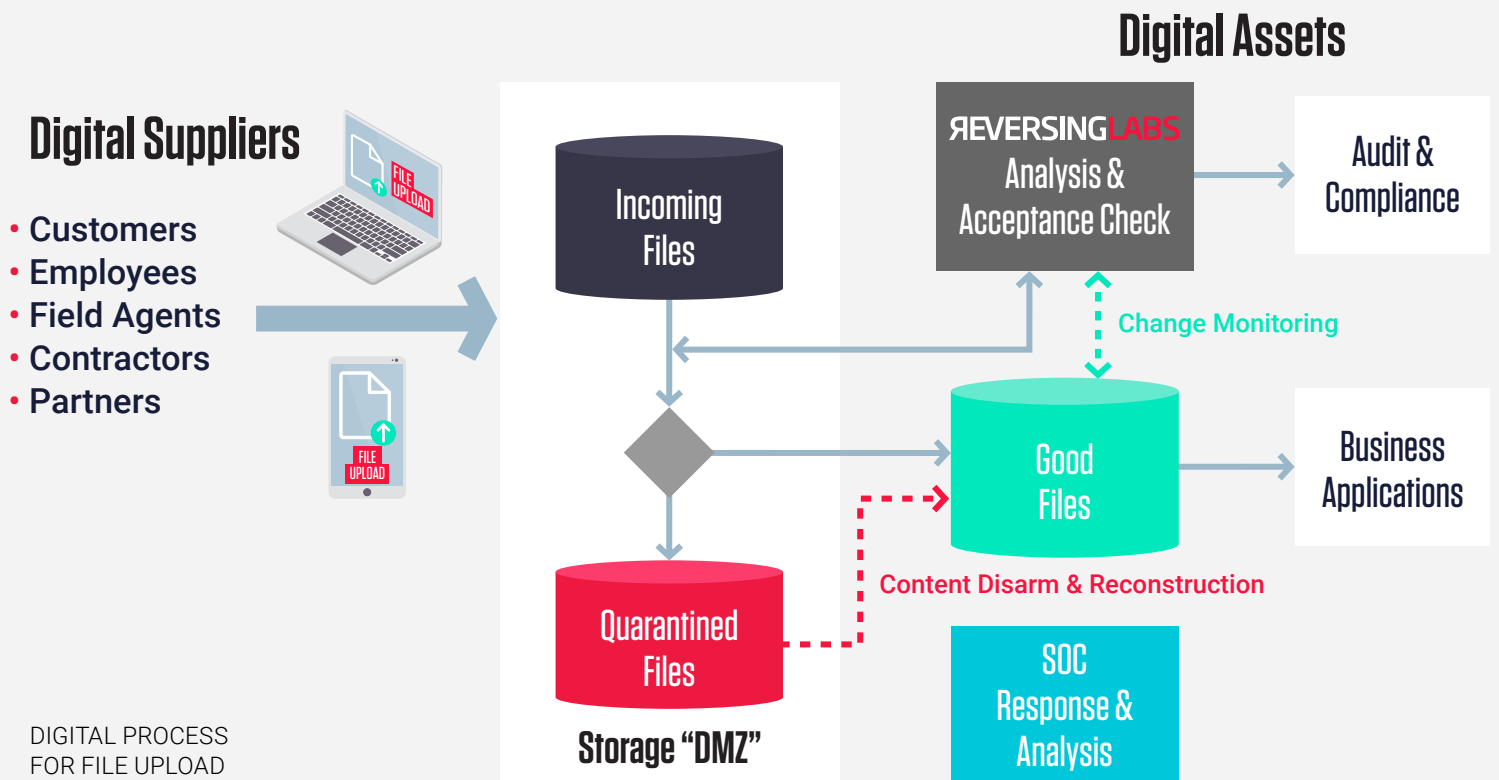 Digital Assets
Digital Suppliers
• Customers
• Employees
• Field Agents
• Contractors
• Partners
FILE
UPLOAD
FILE
UPLOAD
Incoming
Files
Quarantined
Files
Storage “DMZ”
REVERSINGLABS
Analysis &
Acceptance Check
Audit &
Compliance
Change Monitoring
Good
Files
Business
Applications
Content Disarm & Reconstruction
SOC
Response &
Analysis
DIGITAL PROCESS
FOR FILE UPLOAD